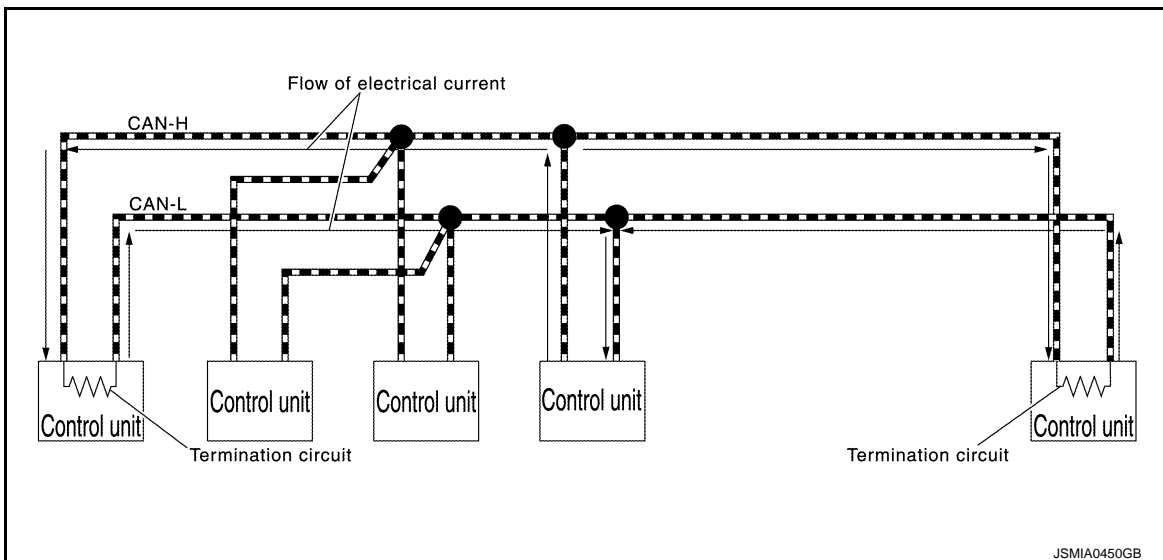 Flow of electrical current
CAN-H
CAN-L
Control unit
Control unit
Control unit
Control unit
Control unit
Termination circuit
Termination circuit
JSMIA0450GB